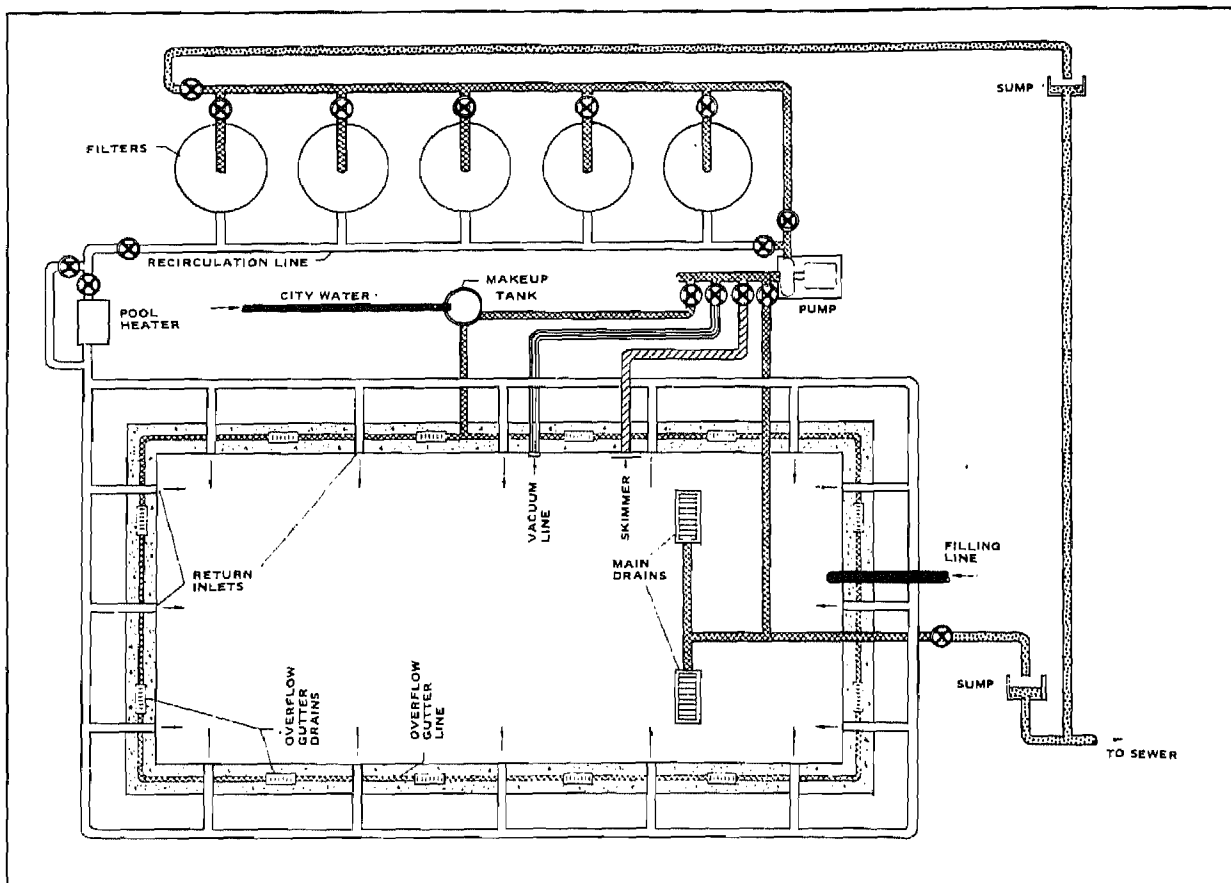 SUMP
FILTERS
RECIRCULATION LINE
MAKEUP
TANK
CITY WATER
POOL
HEATER
PUMP
VACUUM
LINE
SKIMMER
MAIN
DRAINS
FILLING
LINE
RETURN
INLETS
OVERFLOW
GUTTER
DRAINS
OVERFLOW
GUTTER
LINE
SUMP
TO SEWER